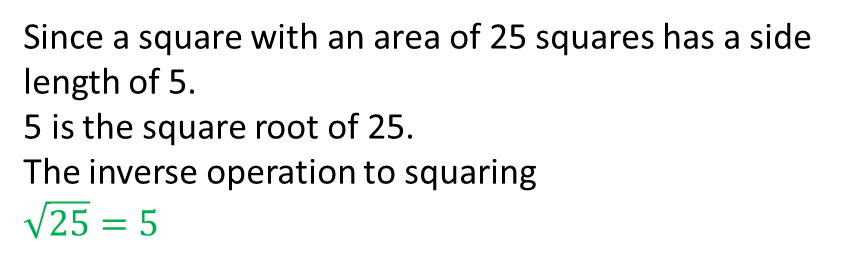 Since a square with an area of 25 squares has a side
length of 5.
5 is the square root of 25.
The inverse operation to squaring
√25 = 5